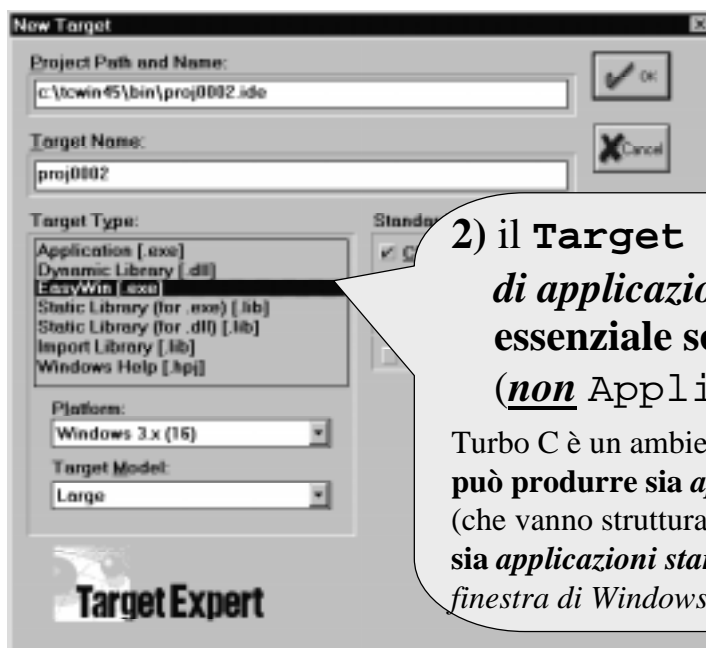 New Target
Project Path and Name:
c:\tcwin45\bin\proj0002.ide
OK
Target Name:
proj0002
Cancel
Target Type:
Application [.exe]
Dynamic Library [.dll]
EasyWin [.exe]
Static Library (for .exe) [.lib]
Static Library (for .dll) [.lib]
Import Library [.lib]
Windows Help [.hpj]
Platform:
Windows 3.x (16)
Target Model:
Large
Target Expert
2) il Target
di applicazio
essenziale s
(non Appli
Turbo C è un ambie
può produrre sia a
(che vanno struttura
sia applicazioni sta
finestra di Windows